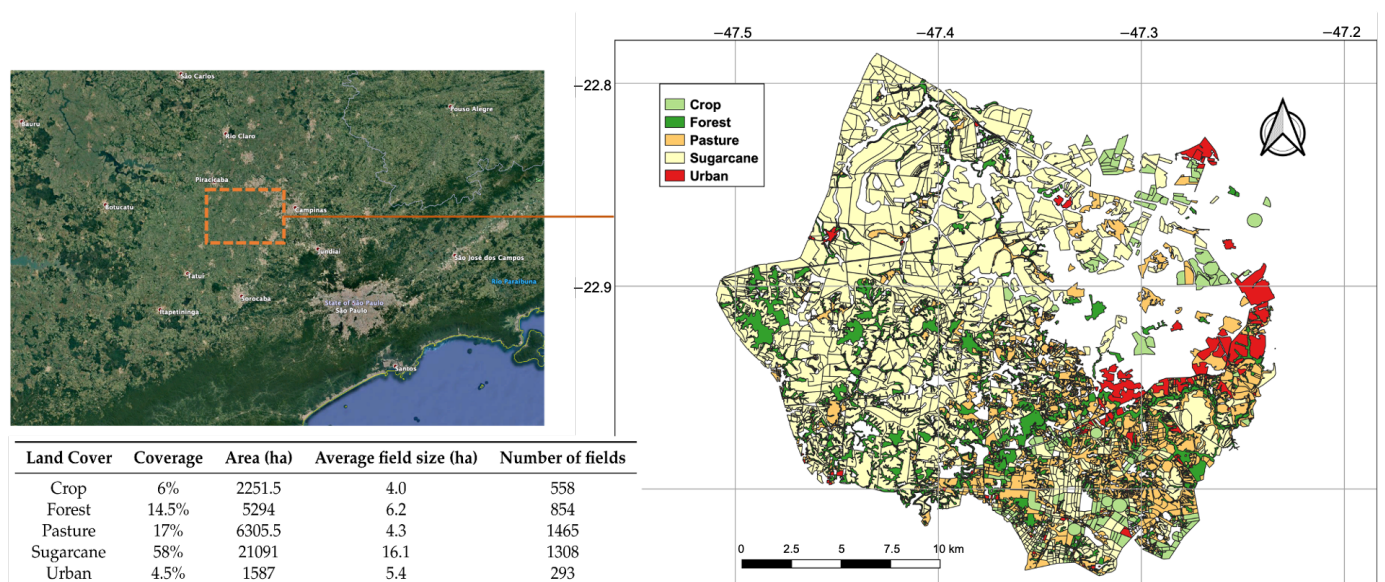 São Carlos
Pouso Alegre
Bauru
Rio Claro
Piracicaba
Botucatu
Campinas
Jundiaí
São José dos Campos
Tatuí
Rio Paraibuna
Sorocaba
State of São Paulo
São Paulo
Itapetininga
Santos
−47.5 −47.4 −47.3 −47.2
−22.8
−22.9
Crop
Forest
Pasture
Sugarcane
Urban
0 2.5 5 7.5 10 km
Land Cover Coverage Area (ha) Average field size (ha) Number of fields
Crop 6% 2251.5 4.0 558
Forest 14.5% 5294 6.2 854
Pasture 17% 6305.5 4.3 1465
Sugarcane 58% 21091 16.1 1308
Urban 4.5% 1587 5.4 293